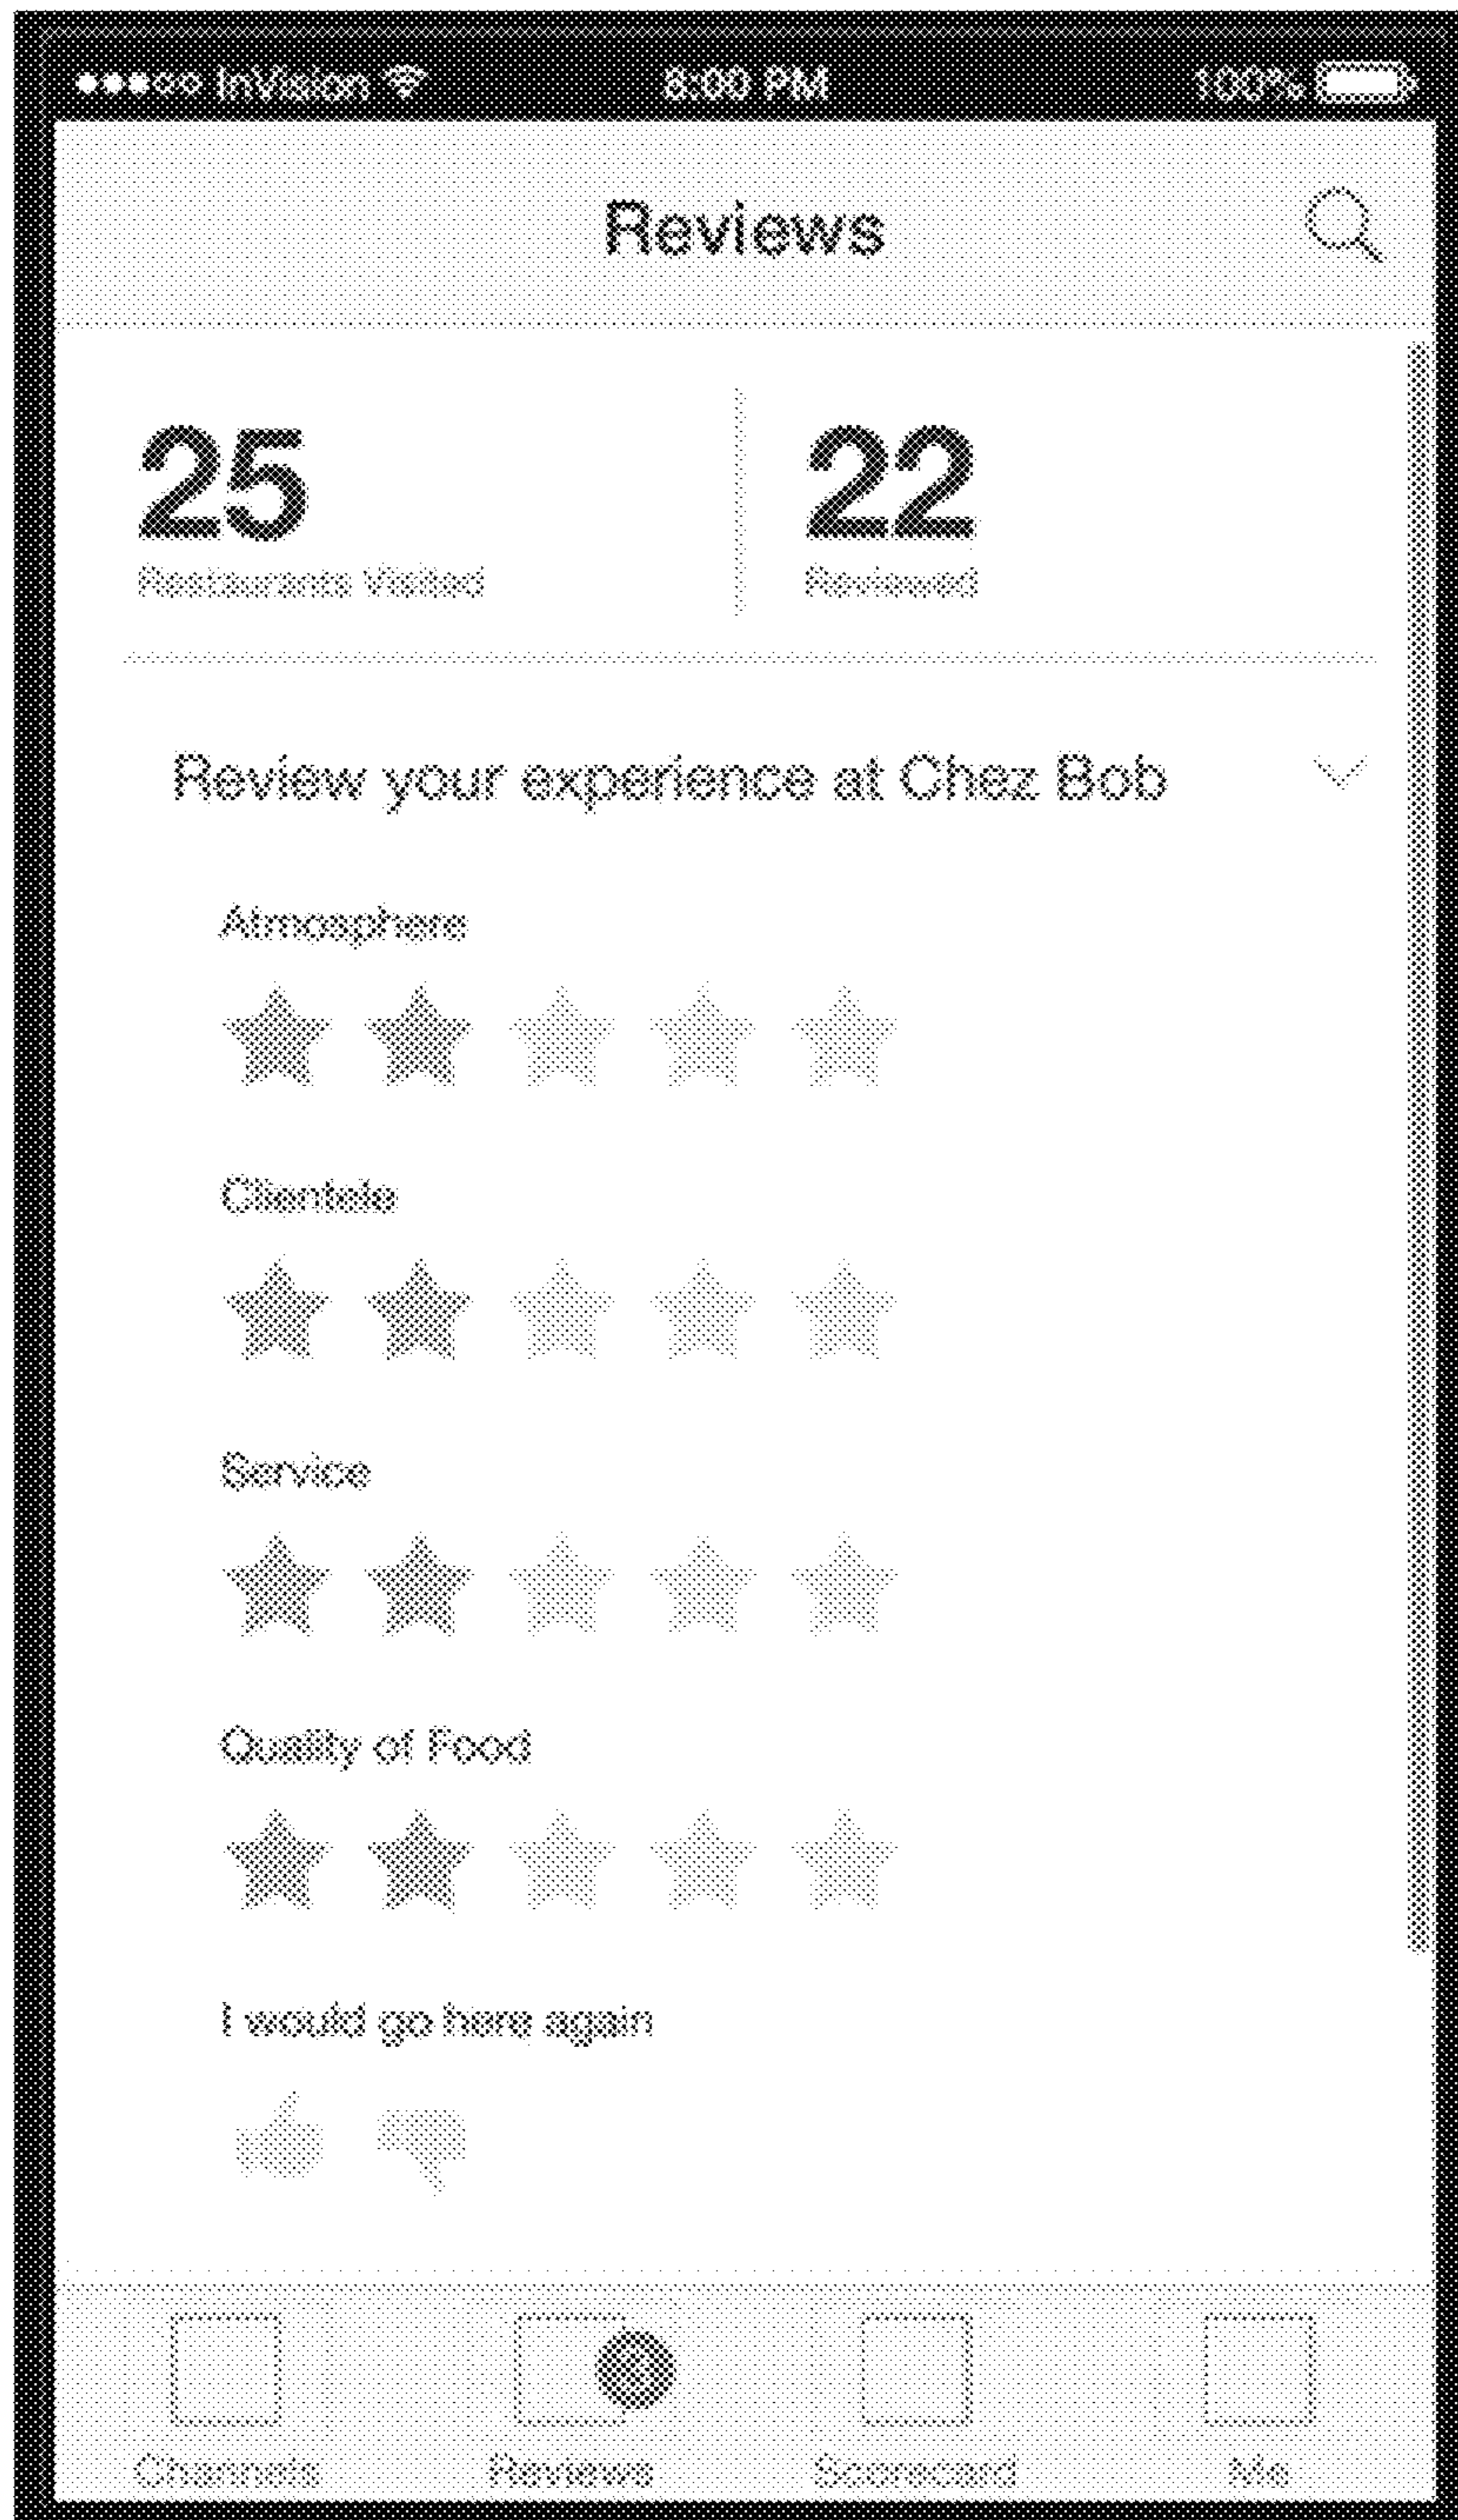 InVision 8:00 PM 100%
Reviews
25 22
Restaurants Visited Reviewed
Review your experience at Chez Bob
Atmosphere
Clientele
Service
Quality of Food
I would go here again
Channels Reviews Scorecard Me